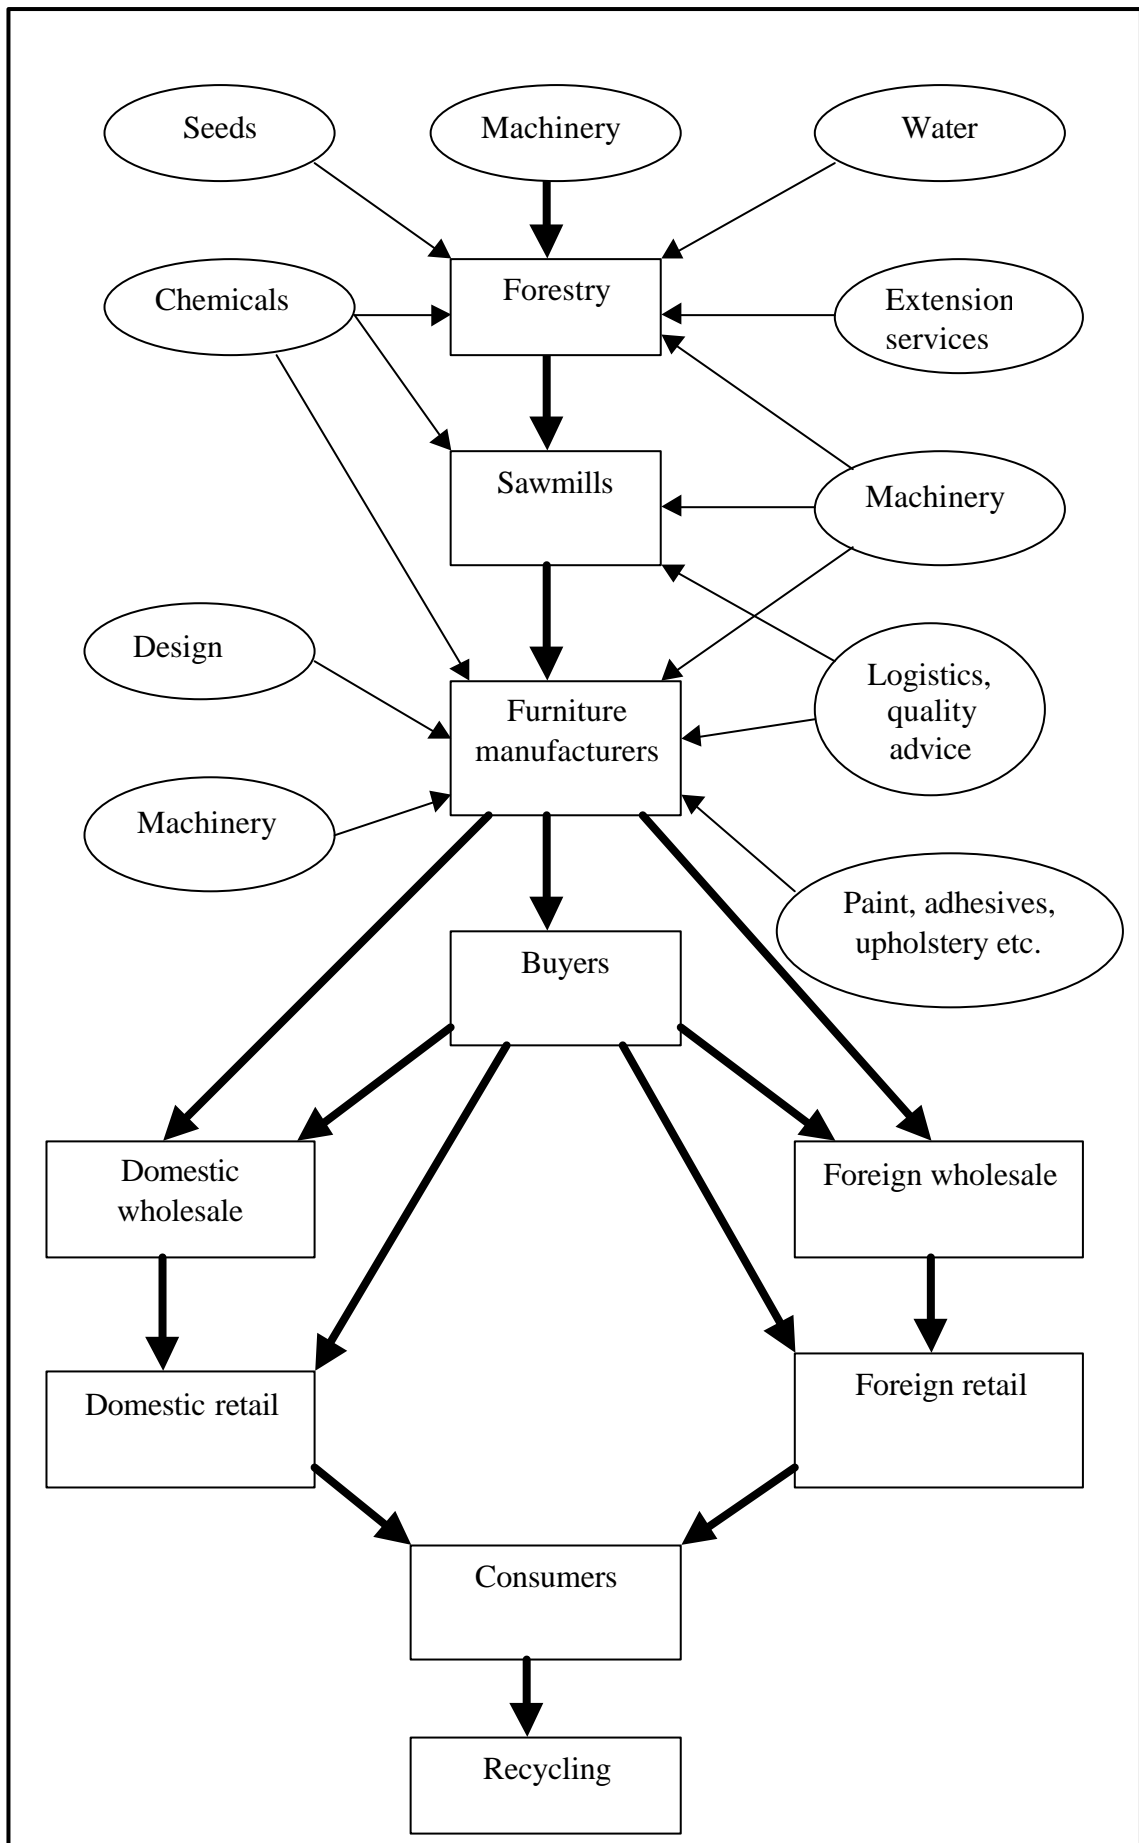 Seeds
Machinery
Water
Forestry
Chemicals
Extension
services
Sawmills
Machinery
Design
Logistics,
quality
advice
Furniture
manufacturers
Machinery
Paint, adhesives,
upholstery etc.
Buyers
Domestic
wholesale
Foreign wholesale
Domestic retail
Foreign retail
Consumers
Recycling